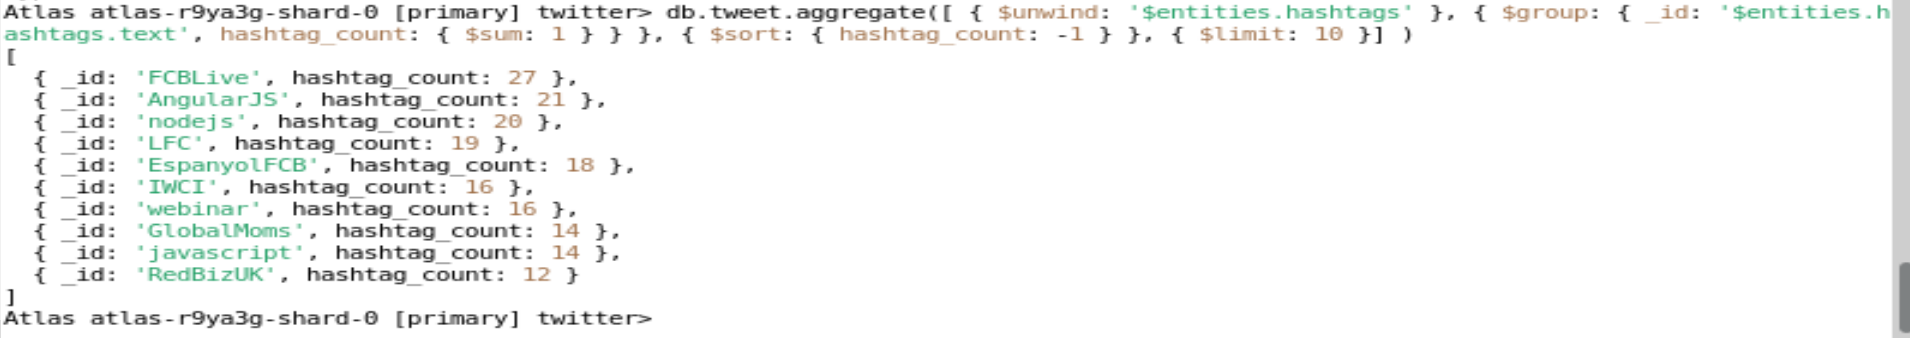 Atlas atlas-r9ya3g-shard-0 [primary] twitter> db.tweet.aggregate([ { $unwind: '$entities.hashtags' }, { $group: { _id: '$entities.h
ashtags.text', hashtag_count: { $sum: 1 } } }, { $sort: { hashtag_count: -1 } }, { $limit: 10 }] )
[
  { _id: 'FCBLive', hashtag_count: 27 },
  { _id: 'AngularJS', hashtag_count: 21 },
  { _id: 'nodejs', hashtag_count: 20 },
  { _id: 'LFC', hashtag_count: 19 },
  { _id: 'EspanyolFCB', hashtag_count: 18 },
  { _id: 'IWCI', hashtag_count: 16 },
  { _id: 'webinar', hashtag_count: 16 },
  { _id: 'GlobalMoms', hashtag_count: 14 },
  { _id: 'javascript', hashtag_count: 14 },
  { _id: 'RedBizUK', hashtag_count: 12 }
]
Atlas atlas-r9ya3g-shard-0 [primary] twitter>